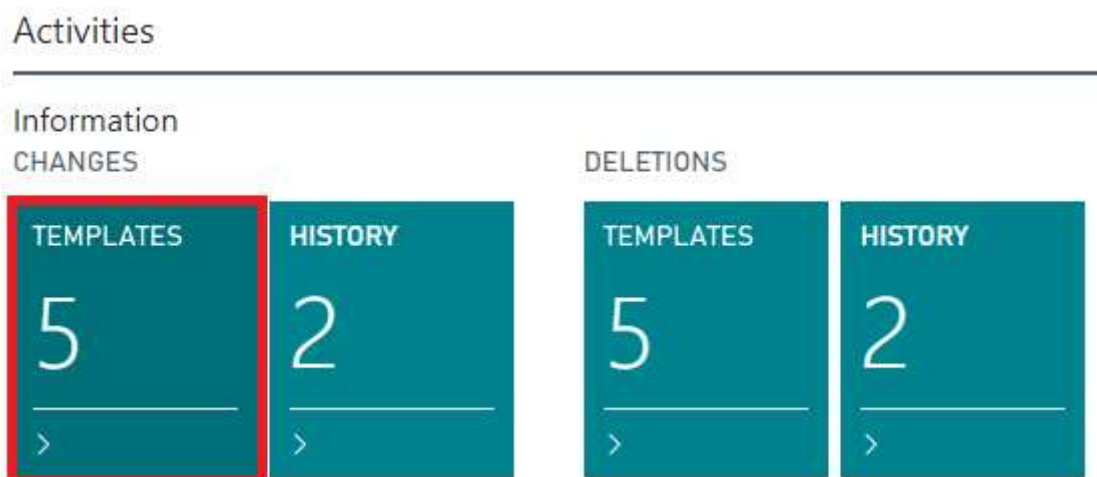 Activities
Information
CHANGES
DELETIONS
TEMPLATES
5
>
HISTORY
2
>
TEMPLATES
5
>
HISTORY
2
>